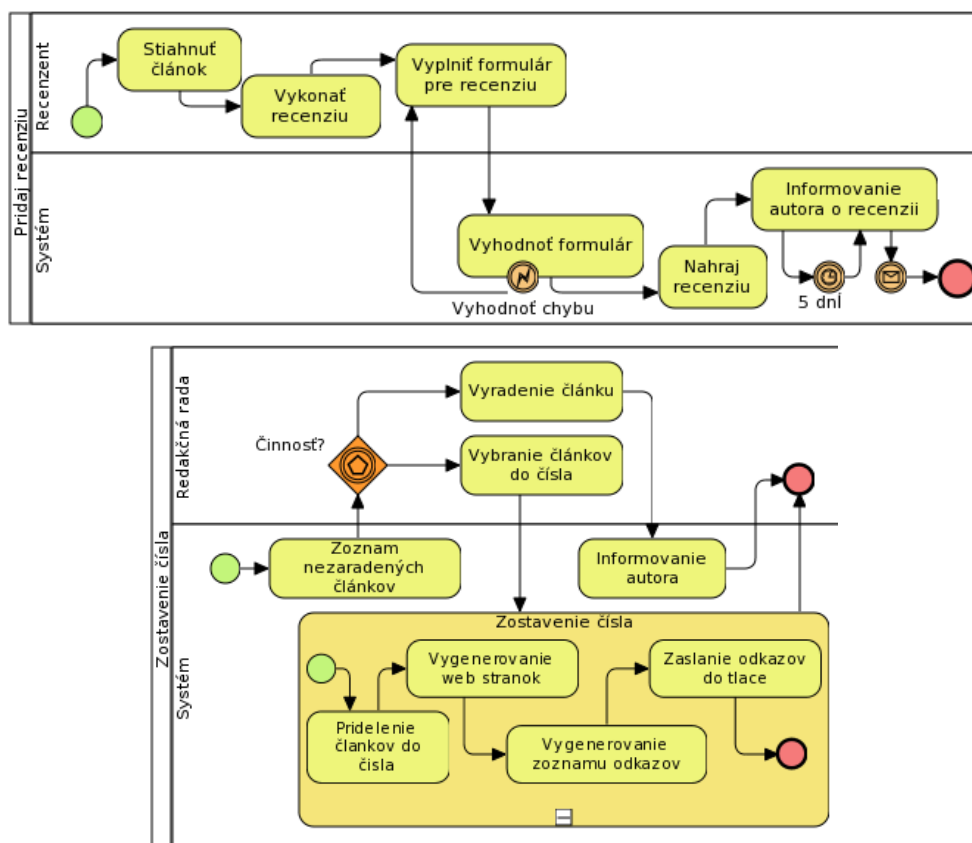 Pridaj recenziu
Recenzent
Stiahnuť
článok
Vykonať
recenziu
Vyplniť formulár
pre recenziu
Systém
Vyhodnoť formulár
Vyhodnoť chybu
Nahraj
recenziu
Informovanie
autora o recenzii
5 dní
Zostavenie čísla
Redakčná rada
Činnosť?
Vyradenie článku
Vybranie článkov
do čísla
Systém
Zoznam
nezaradených
článkov
Informovanie
autora
Zostavenie čísla
Pridelenie
člankov do
čisla
Vygenerovanie
web stranok
Vygenerovanie
zoznamu odkazov
Zaslanie odkazov
do tlace